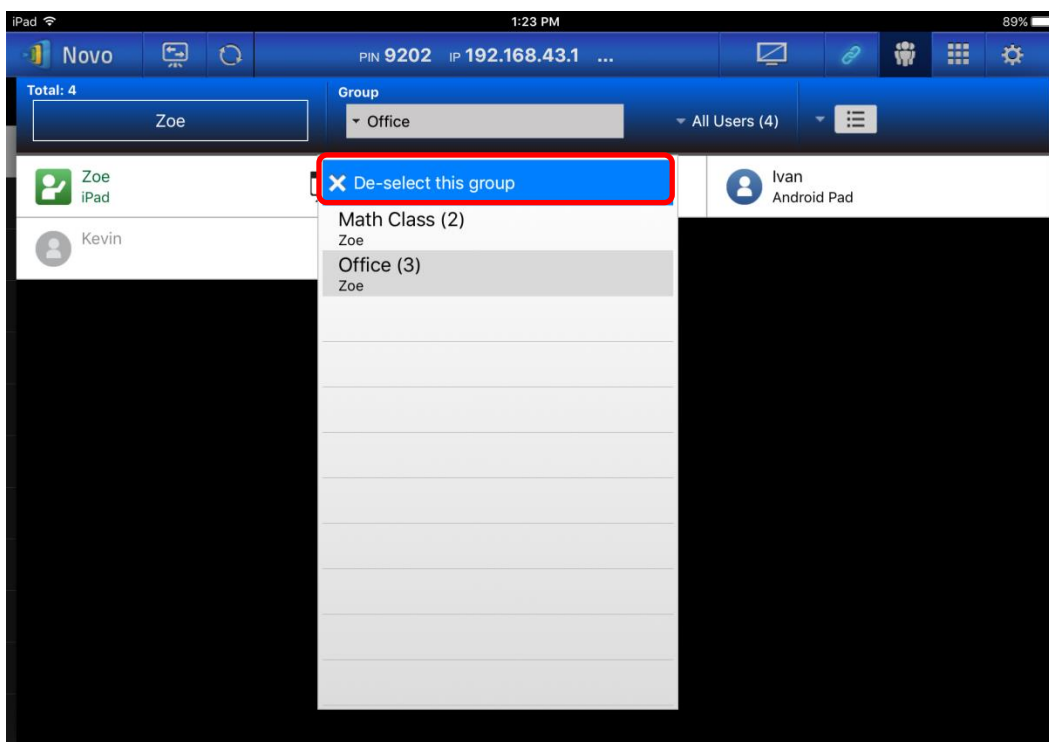 iPad 1:23 PM 89%
Novo PIN 9202 IP 192.168.43.1 ...
Total: 4
Zoe
Group
Office
All Users (4)
Zoe
iPad
Kevin
De-select this group
Math Class (2)
Zoe
Office (3)
Zoe
Ivan
Android Pad